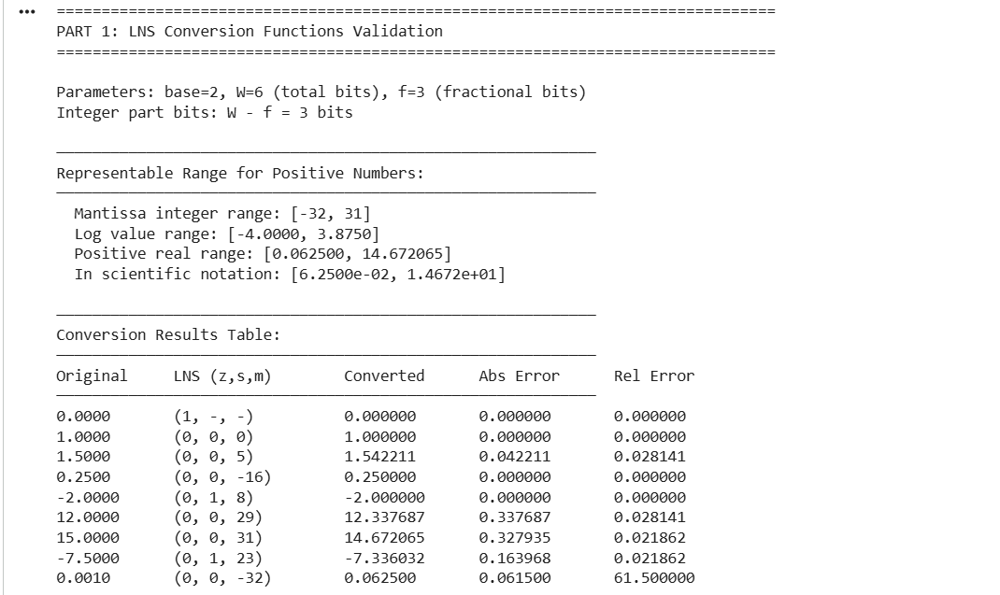 •••
================================================================================
PART 1: LNS Conversion Functions Validation
================================================================================
Parameters: base=2, W=6 (total bits), f=3 (fractional bits)
Integer part bits: W - f = 3 bits
Representable Range for Positive Numbers:
Mantissa integer range: [-32, 31]
Log value range: [-4.0000, 3.8750]
Positive real range: [0.062500, 14.672065]
In scientific notation: [6.2500e-02, 1.4672e+01]
Conversion Results Table:
Original LNS (z,s,m) Converted Abs Error Rel Error
0.0000 (1, -, -) 0.000000 0.000000 0.000000
1.0000 (0, 0, 0) 1.000000 0.000000 0.000000
1.5000 (0, 0, 5) 1.542211 0.042211 0.028141
0.2500 (0, 0, -16) 0.250000 0.000000 0.000000
-2.0000 (0, 1, 8) -2.000000 0.000000 0.000000
12.0000 (0, 0, 29) 12.337687 0.337687 0.028141
15.0000 (0, 0, 31) 14.672065 0.327935 0.021862
-7.5000 (0, 1, 23) -7.336032 0.163968 0.021862
0.0010 (0, 0, -32) 0.062500 0.061500 61.500000